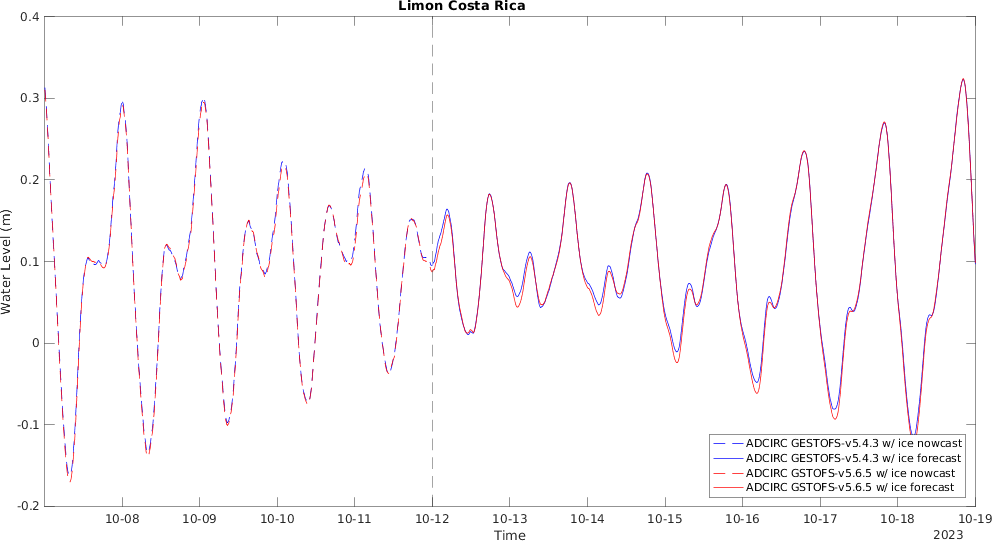 Limon Costa Rica
0.4
0.3
0.2
0.1
0
-0.1
-0.2
Water Level (m)
ADCIRC GESTOFS-v5.4.3 w/ ice nowcast
ADCIRC GESTOFS-v5.4.3 w/ ice forecast
ADCIRC GSTOFS-v5.6.5 w/ ice nowcast
ADCIRC GSTOFS-v5.6.5 w/ ice forecast
10-08 10-09 10-10 10-11 10-12 10-13 10-14 10-15 10-16 10-17 10-18 10-19
Time
2023